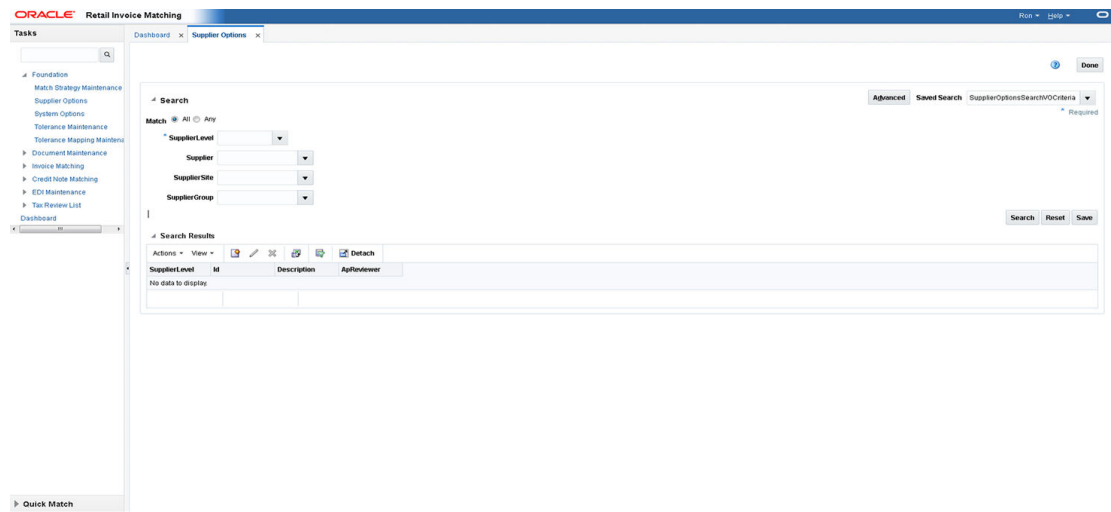 ORACLE Retail Invoice Matching
Ron Help
Tasks
Dashboard x Supplier Options x
Done
Foundation
Match Strategy Maintenance
Supplier Options
System Options
Tolerance Maintenance
Tolerance Mapping Maintena
Document Maintenance
Invoice Matching
Credit Note Matching
EDI Maintenance
Tax Review List
Dashboard
Search
Advanced Saved Search SupplierOptionsSearchVOCriteria
* Required
Match All Any
* SupplierLevel
Supplier
SupplierSite
SupplierGroup
Search Reset Save
Search Results
Actions View Detach
SupplierLevel Id Description ApReviewer
No data to display.
Quick Match